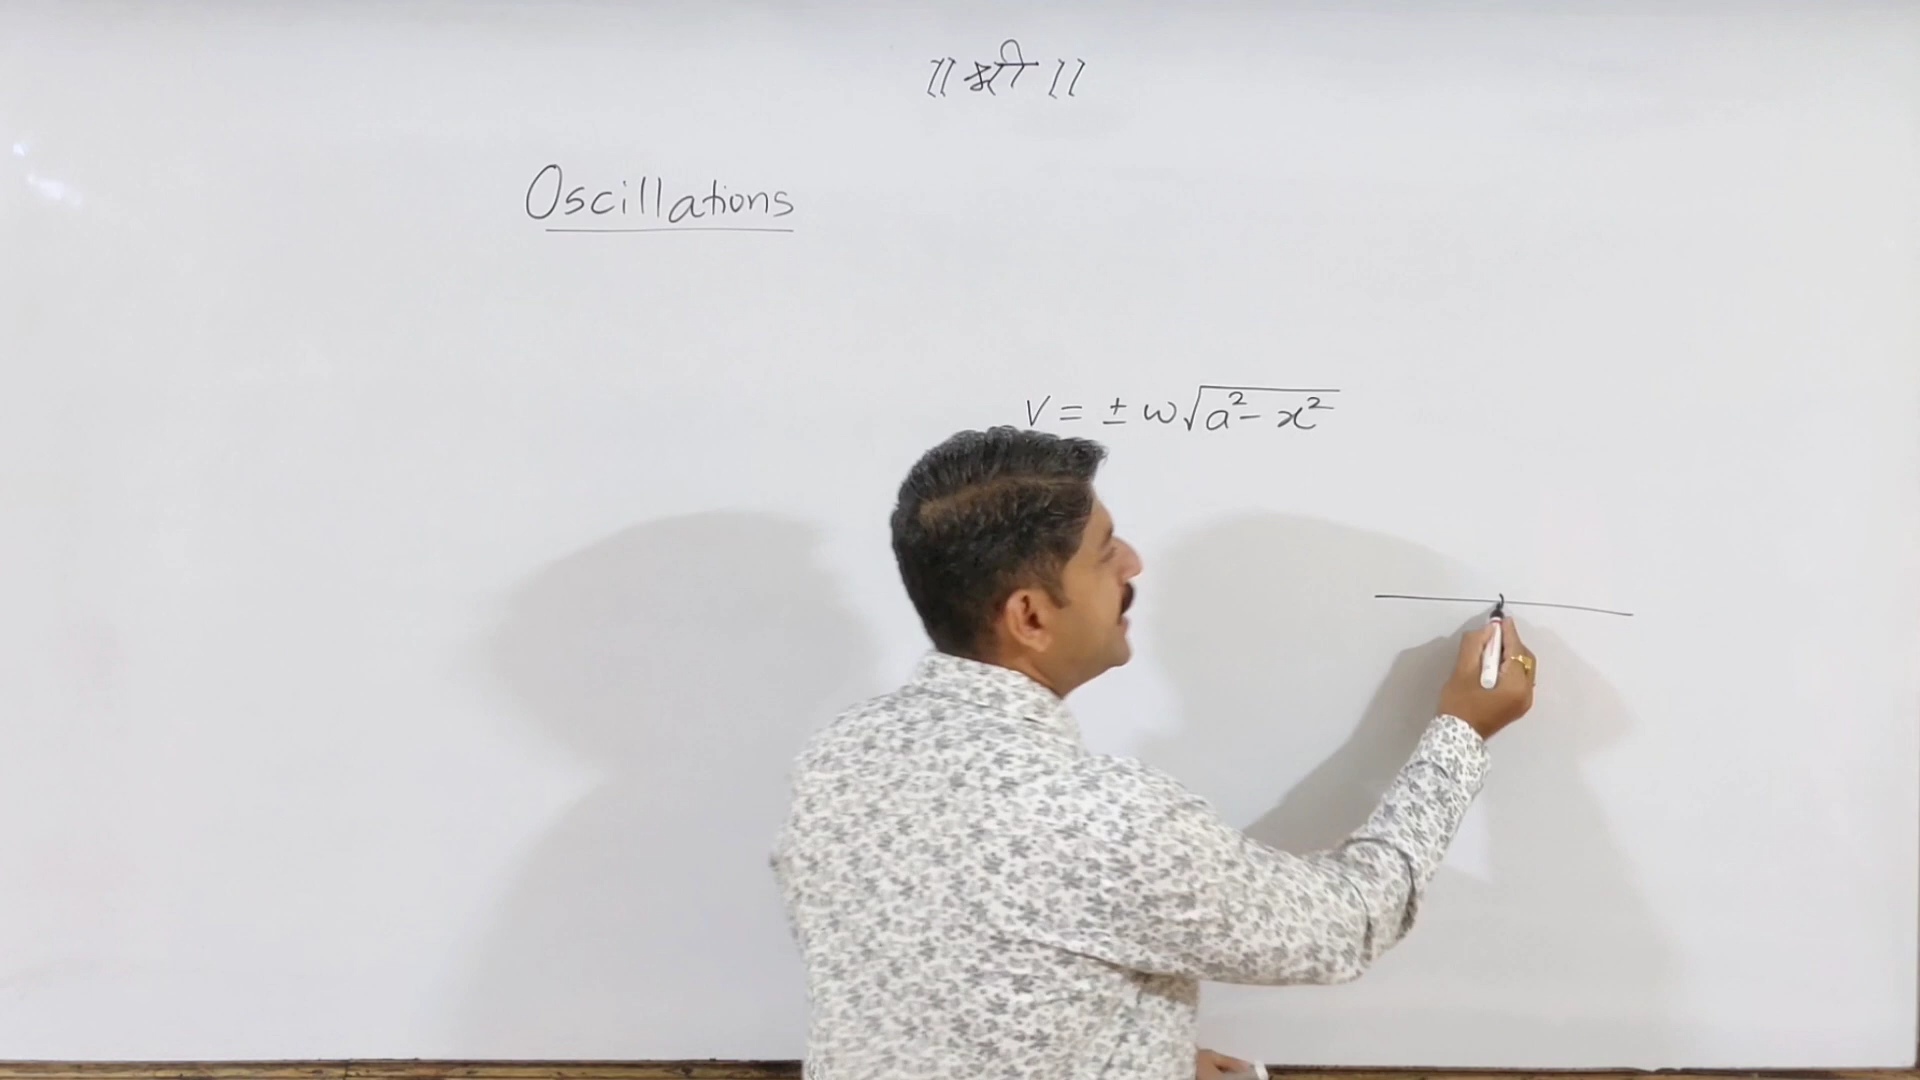 || श्री ||
Oscillations
V = ± ω√(a² - x²)